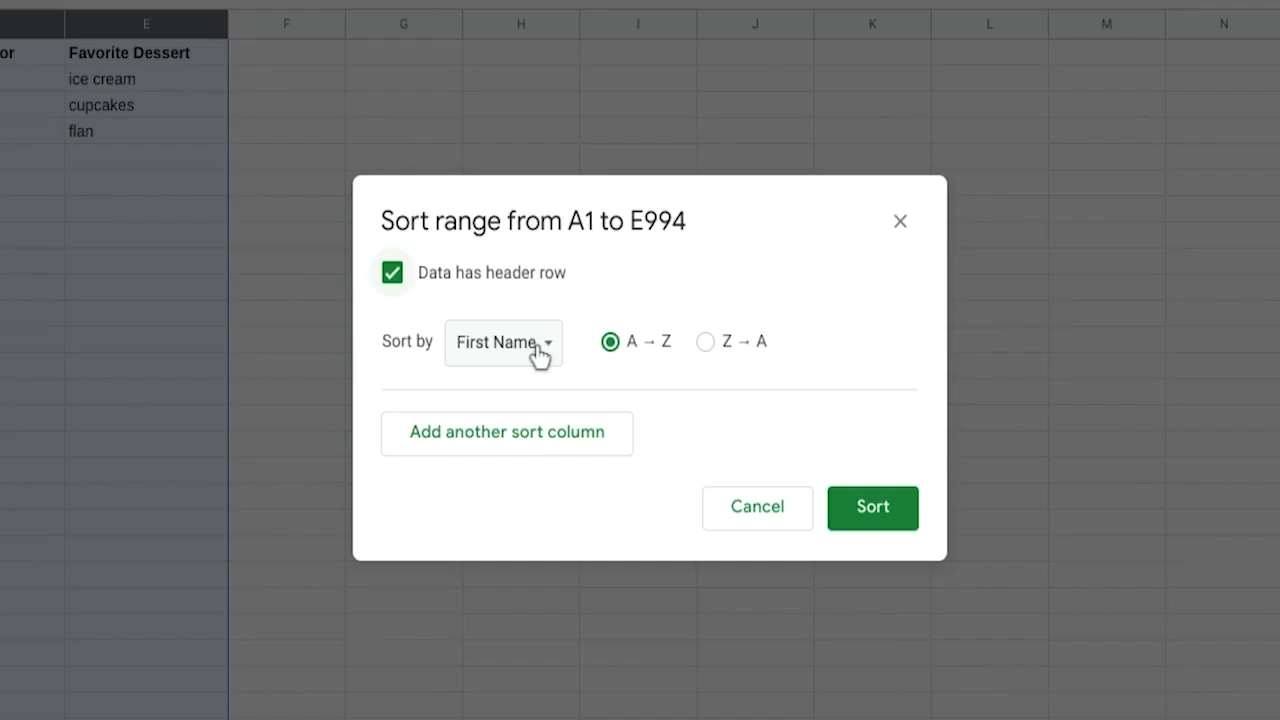 E F G H I J K L M N
or Favorite Dessert
ice cream
cupcakes
flan
Sort range from A1 to E994
Data has header row
Sort by First Name A → Z Z → A
Add another sort column
Cancel Sort